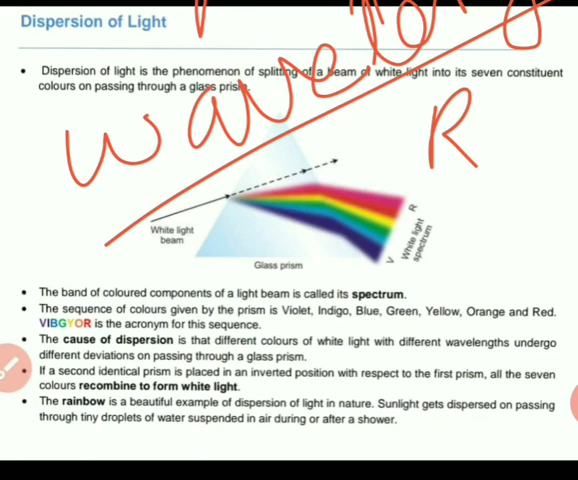 Dispersion of Light
• Dispersion of light is the phenomenon of splitting of a beam of white light into its seven constituent
colours on passing through a glass prism.
R
White light
beam
Glass prism
R
V
White light
spectrum
• The band of coloured components of a light beam is called its spectrum.
• The sequence of colours given by the prism is Violet, Indigo, Blue, Green, Yellow, Orange and Red.
VIBGYOR is the acronym for this sequence.
• The cause of dispersion is that different colours of white light with different wavelengths undergo
different deviations on passing through a glass prism.
• If a second identical prism is placed in an inverted position with respect to the first prism, all the seven
colours recombine to form white light.
• The rainbow is a beautiful example of dispersion of light in nature. Sunlight gets dispersed on passing
through tiny droplets of water suspended in air during or after a shower.